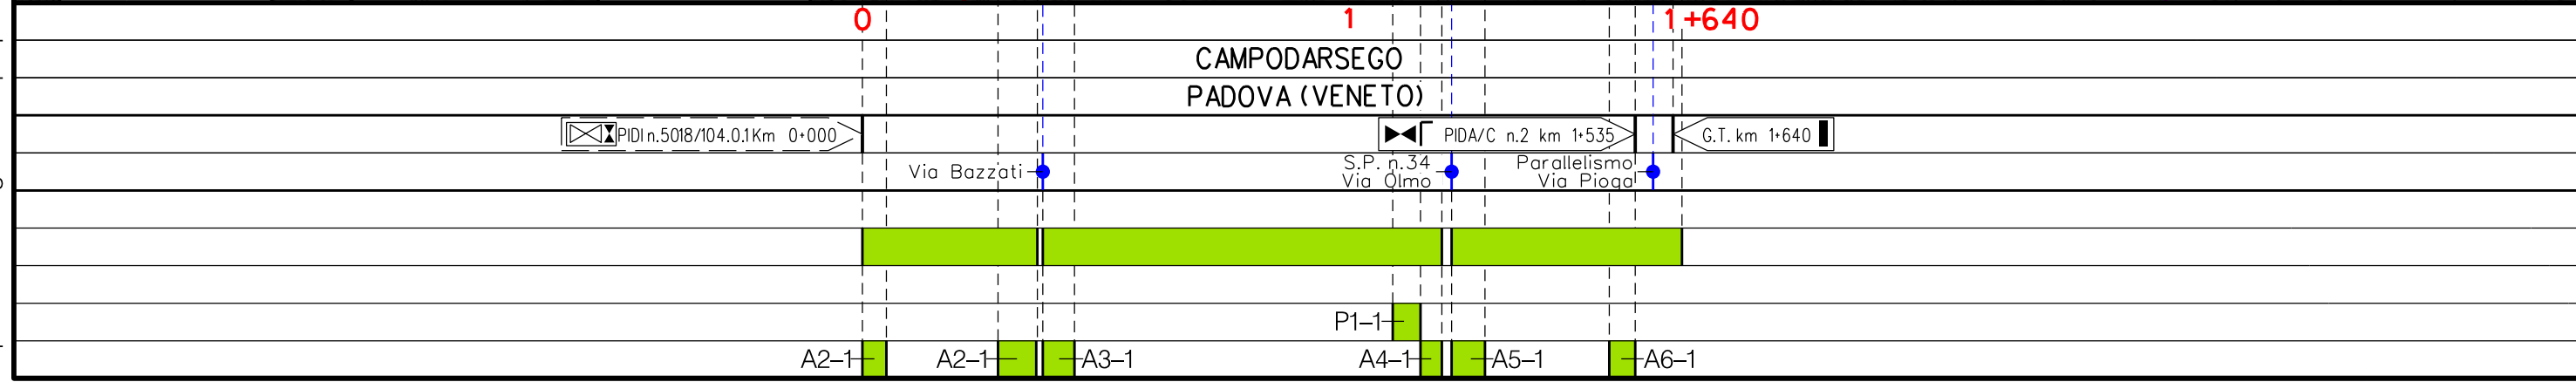 0 1 1+640
CAMPODARSEGO
PADOVA (VENETO)
PIDI n.5018/104.0.1 Km 0+000 PIDA/C n.2 km 1+535 G.T. km 1+640
Via Bazzati
S.P. n.34
Via Olmo
Parallelismo
Via Pioga
P1-1
A2-1 A2-1 A3-1 A4-1 A5-1 A6-1